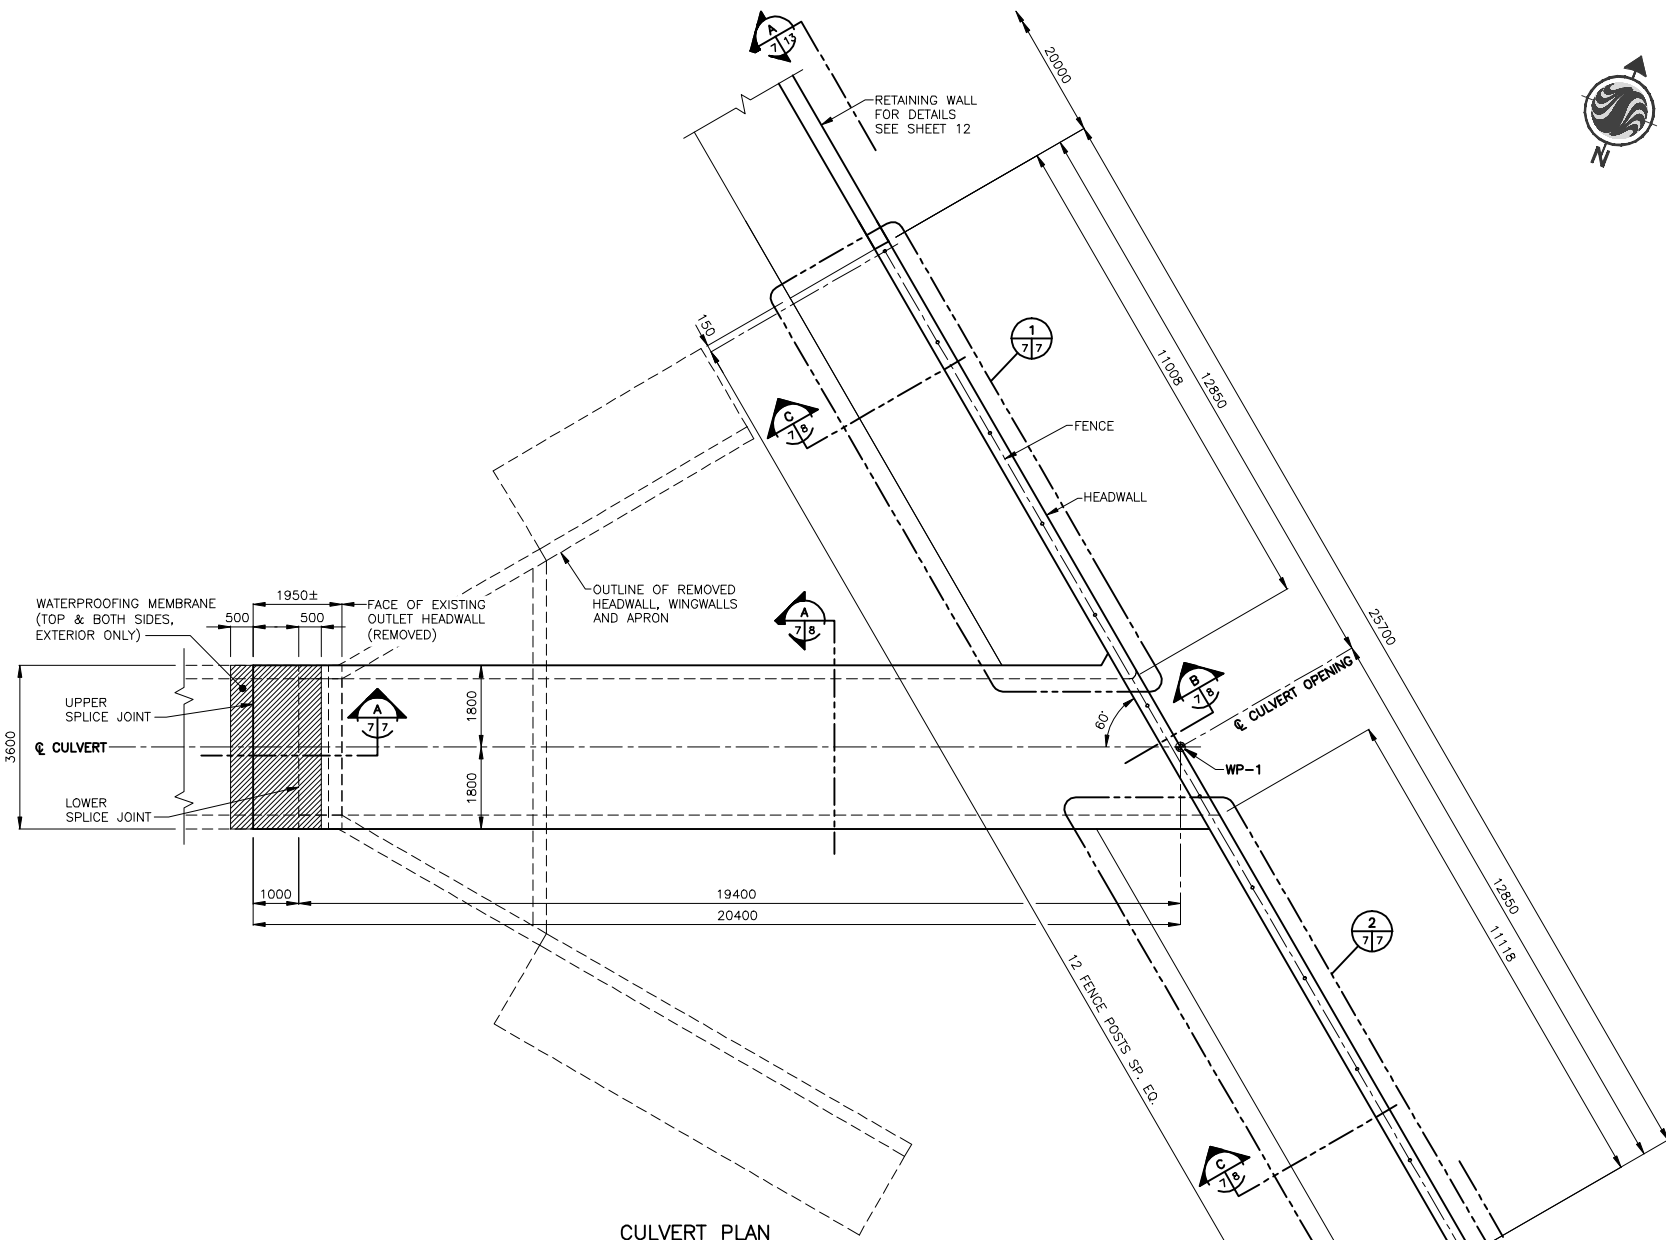 A
7 13
20000
RETAINING WALL
FOR DETAILS
SEE SHEET 12
N
150
1
7 7
11008
12850
C
7 8
FENCE
HEADWALL
25700
OUTLINE OF REMOVED
HEADWALL, WINGWALLS
AND APRON
WATERPROOFING MEMBRANE
(TOP & BOTH SIDES,
EXTERIOR ONLY)
1950±
500
500
FACE OF EXISTING
OUTLET HEADWALL
(REMOVED)
A
7 8
UPPER
SPLICE JOINT
A
7 7
1800
B
7 8
℄ CULVERT OPENING
60°
3600
℄ CULVERT
WP-1
1800
LOWER
SPLICE JOINT
1000
19400
20400
12 FENCE POSTS SP. EQ.
2
7 7
12850
11118
C
7 8
CULVERT PLAN